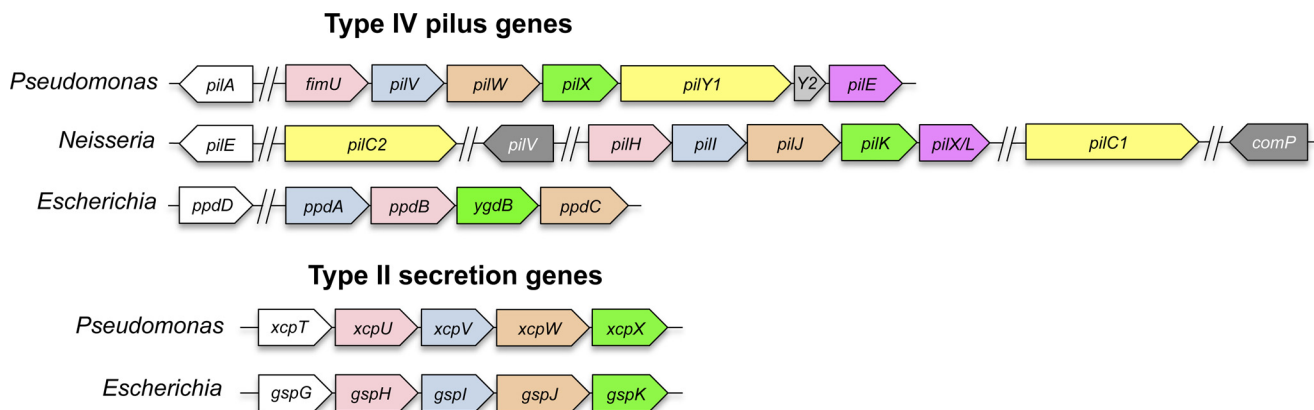 Type IV pilus genes
Pseudomonas pilA fimU pilV pilW pilX pilY1 Y2 pilE
Neisseria pilE pilC2 pilV pilH pilI pilJ pilK pilX/L pilC1 comP
Escherichia ppdD ppdA ppdB ygdB ppdC
Type II secretion genes
Pseudomonas xcpT xcpU xcpV xcpW xcpX
Escherichia gspG gspH gspI gspJ gspK